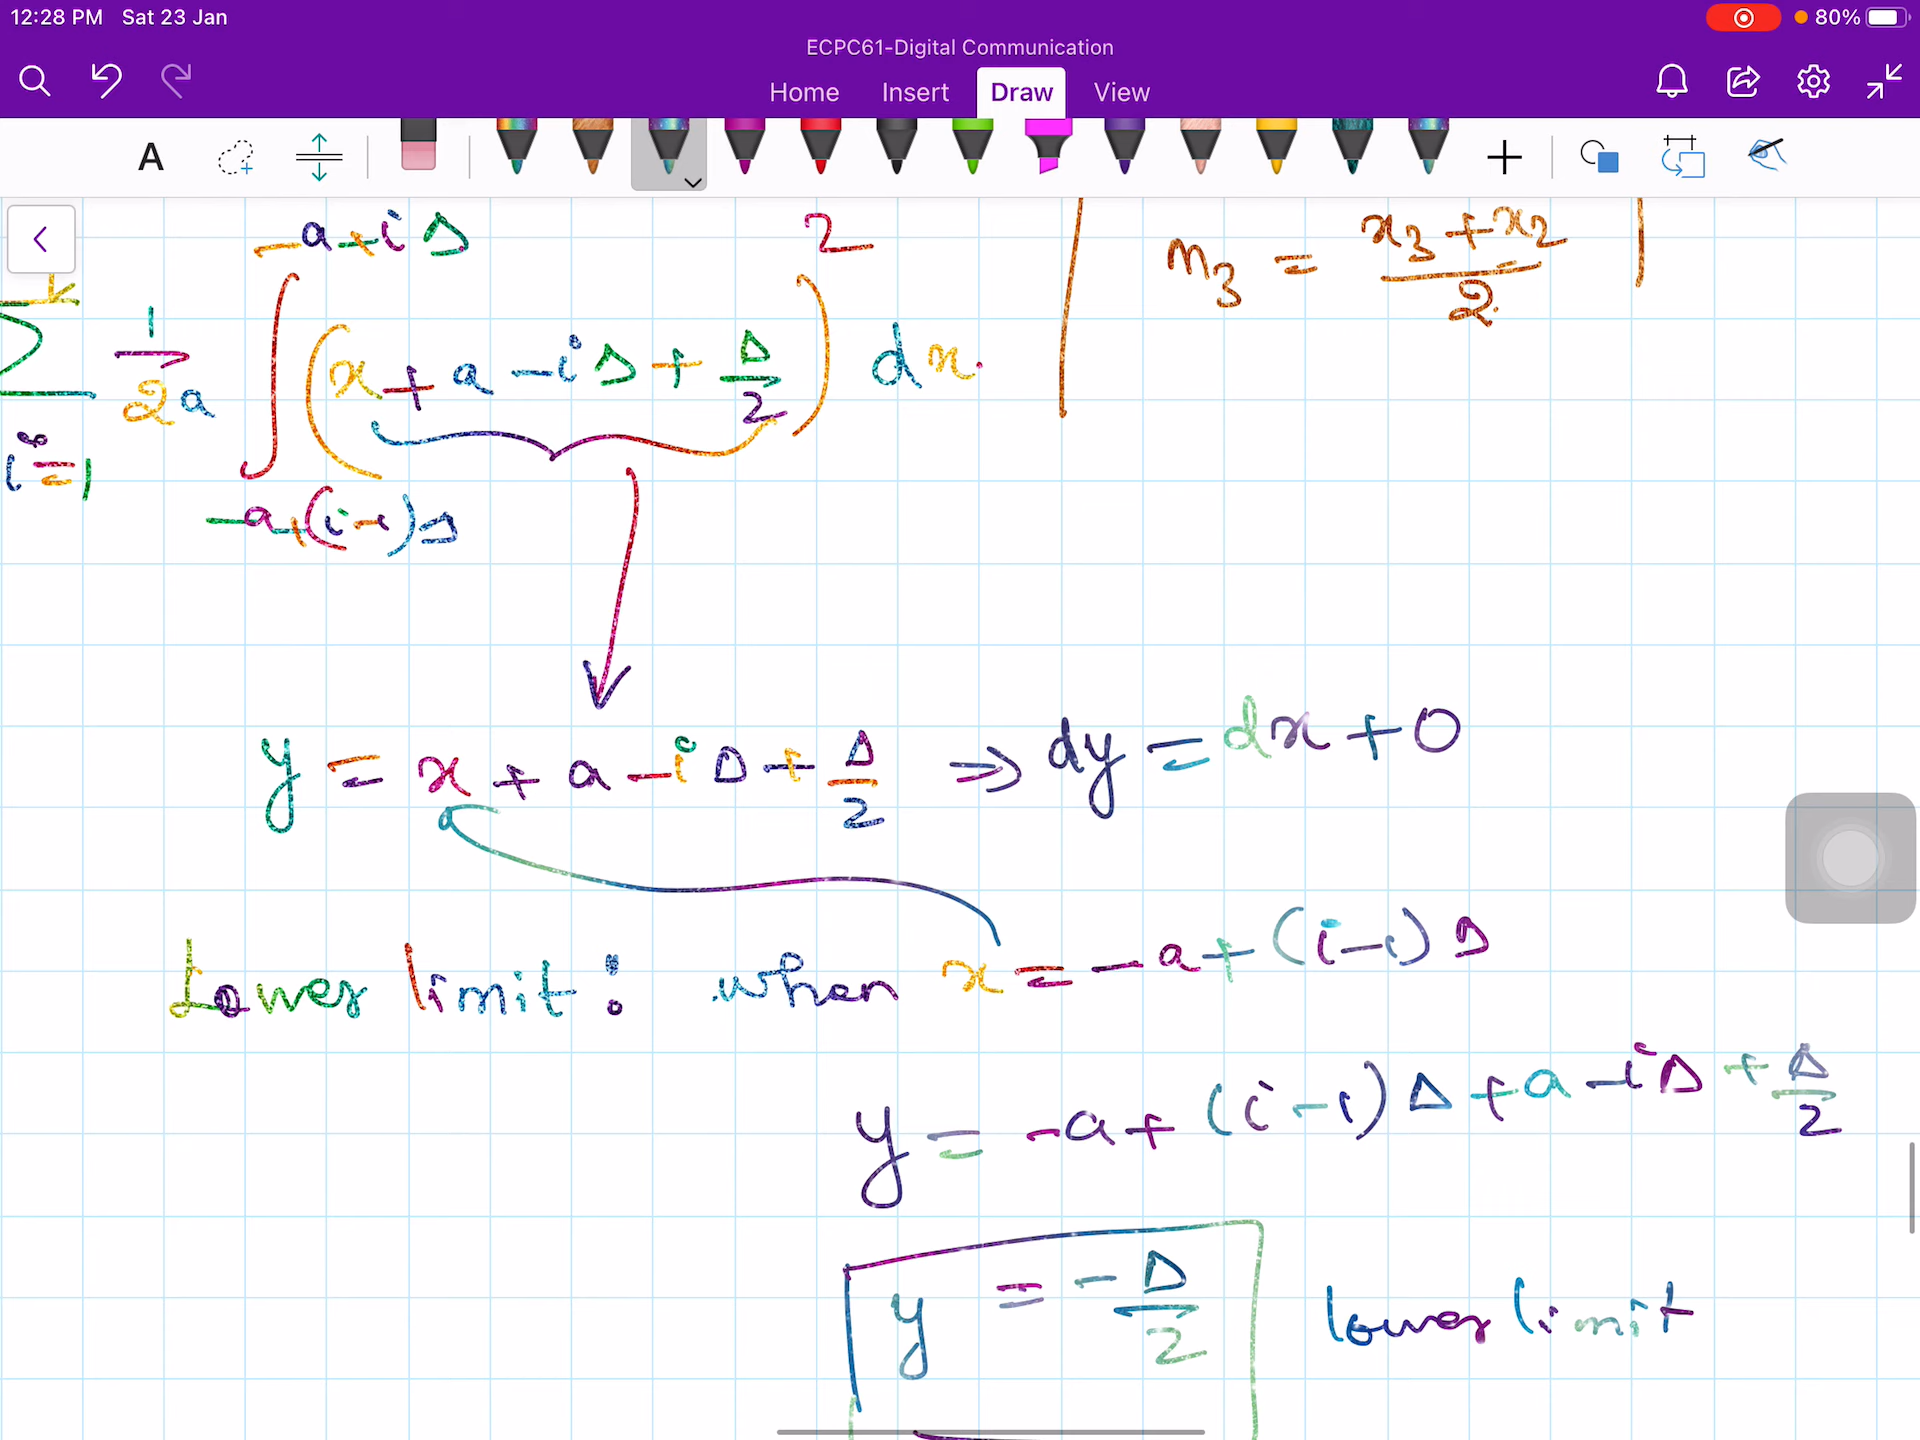 12:28 PM Sat 23 Jan 80%
ECPC61-Digital Communication
Home Insert Draw View
A
-a+iΔ 2
k
Σ 1/2a ∫ (x + a - iΔ + Δ/2) dx.
i=1
-a+(i-1)Δ
m3 = (x3 + x2)/2
y = x + a - iΔ + Δ/2 ⇒ dy = dx + 0
Lower limit: when x = -a + (i-1)Δ
y = -a + (i-1)Δ + a - iΔ + Δ/2
y = -Δ/2 lower limit